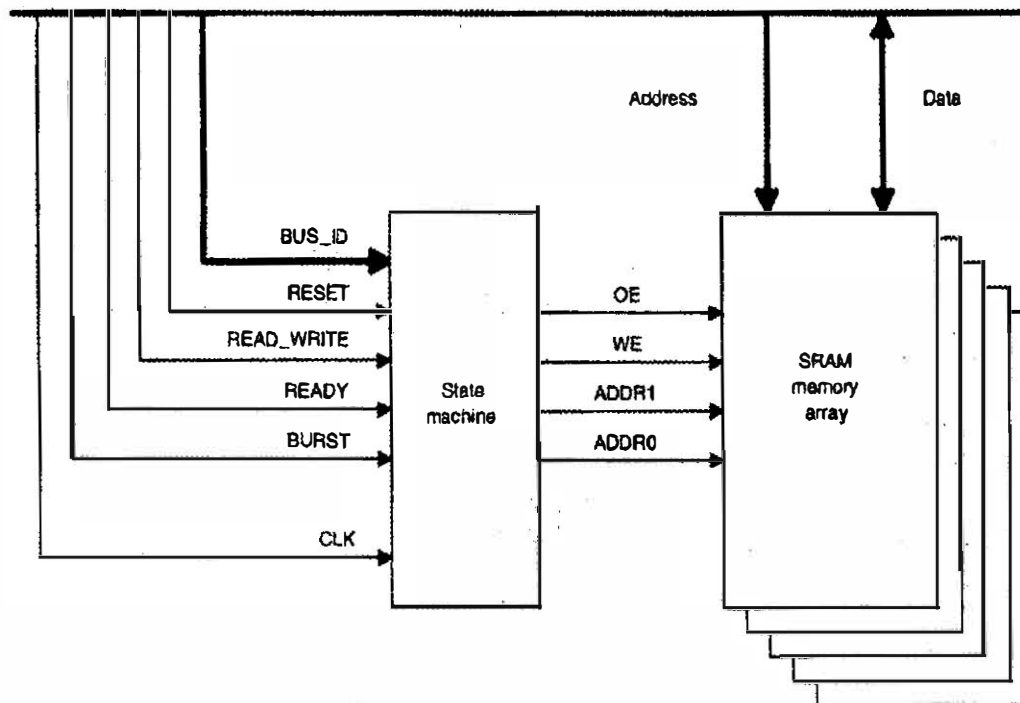 Address
Data
BUS_ID
RESET
READ_WRITE
READY
BURST
CLK
State
machine
OE
WE
ADDR1
ADDR0
SRAM
memory
array